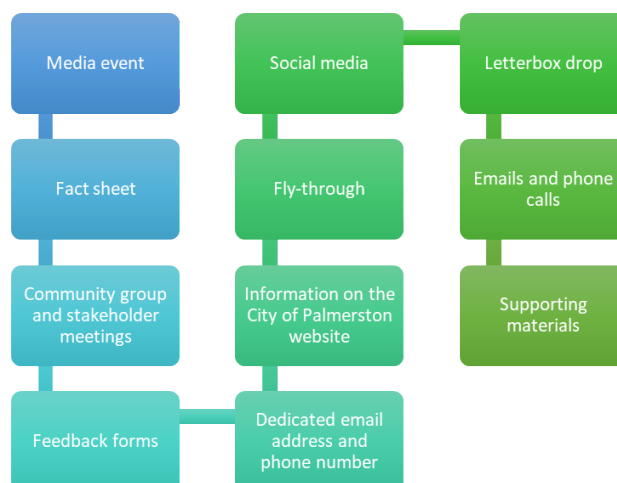 Media event
Fact sheet
Community group
and stakeholder
meetings
Feedback forms
Dedicated email
address and
phone number
Information on the
City of Palmerston
website
Fly-through
Social media
Letterbox drop
Emails and phone
calls
Supporting
materials